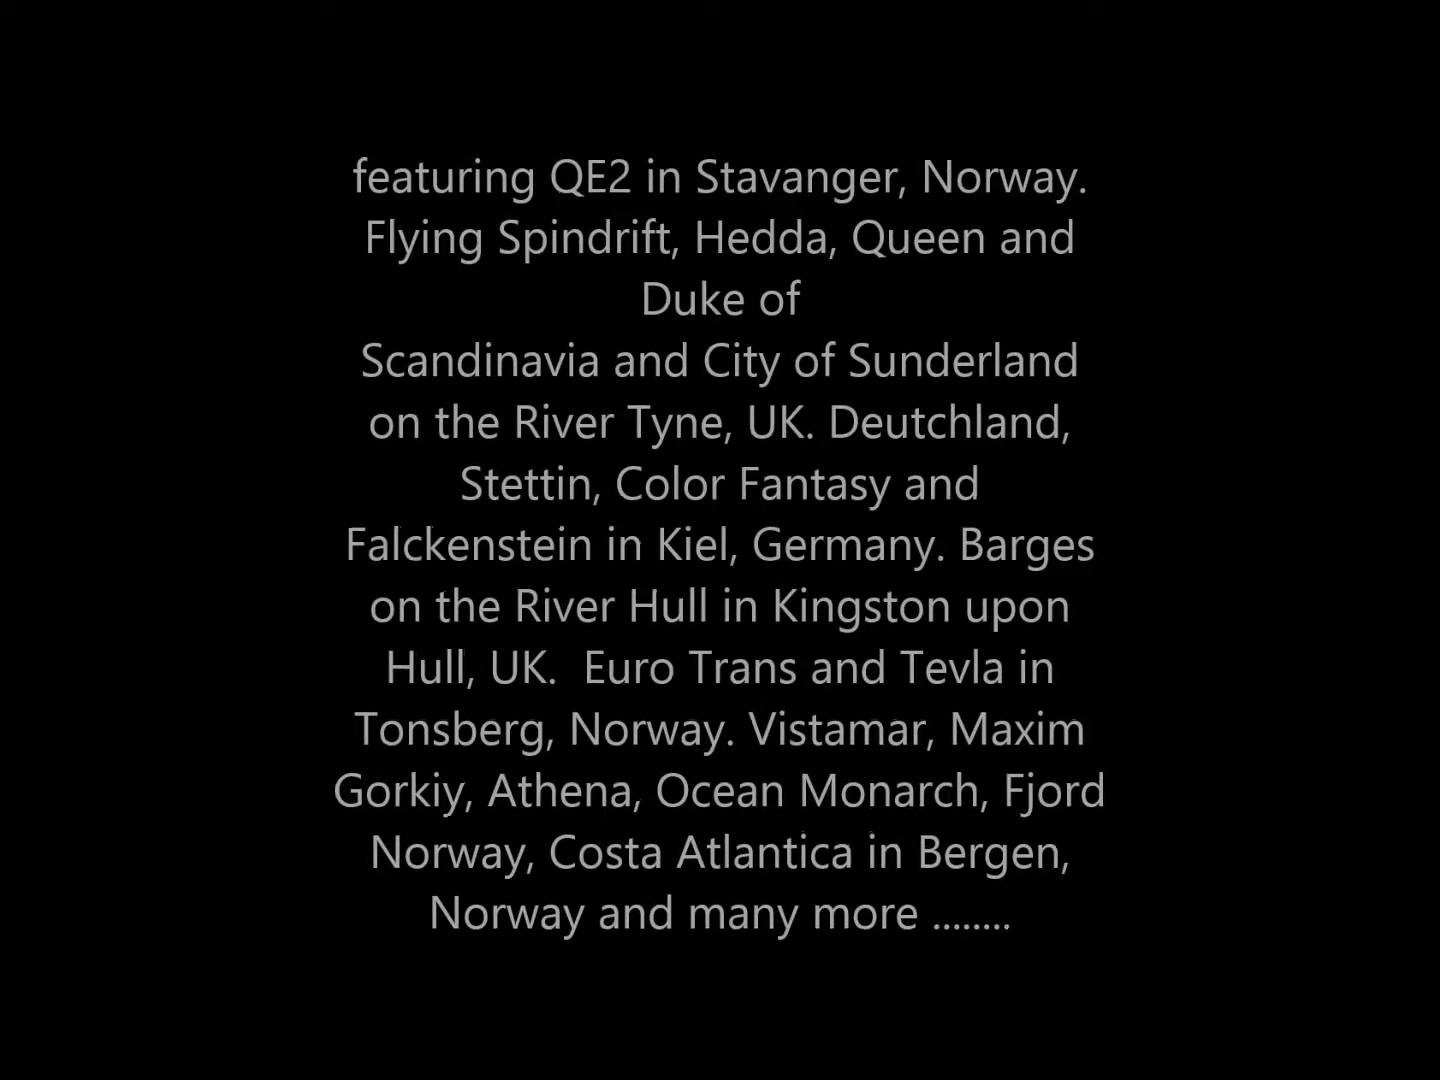 featuring QE2 in Stavanger, Norway.
Flying Spindrift, Hedda, Queen and
Duke of
Scandinavia and City of Sunderland
on the River Tyne, UK. Deutchland,
Stettin, Color Fantasy and
Falckenstein in Kiel, Germany. Barges
on the River Hull in Kingston upon
Hull, UK.  Euro Trans and Tevla in
Tonsberg, Norway. Vistamar, Maxim
Gorkiy, Athena, Ocean Monarch, Fjord
Norway, Costa Atlantica in Bergen,
Norway and many more ........